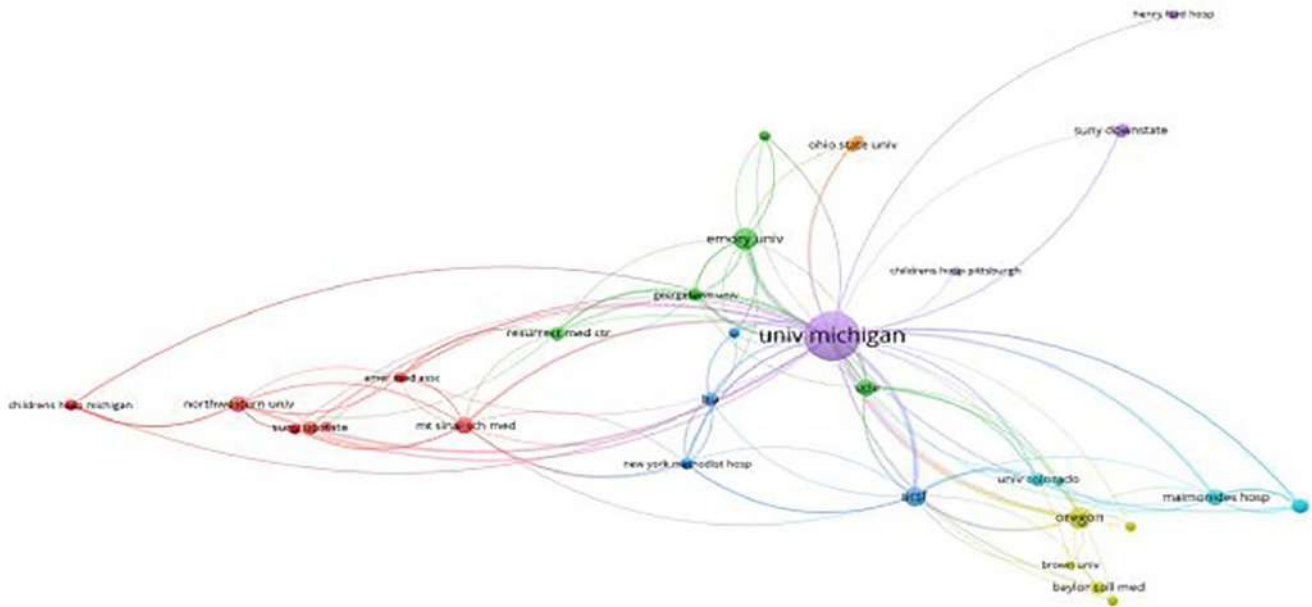 henry ford hosp
suny downstate
ohio state univ
emory univ
childrens hosp pittsburgh
georgetown univ
resurrect med ctr
univ michigan
amer med assoc
childrens hosp michigan
northwestern univ
suny upstate
mt sinai sch med
new york methodist hosp
univ colorado
ucsf
maimonides hosp
oregon
brown univ
baylor coll med